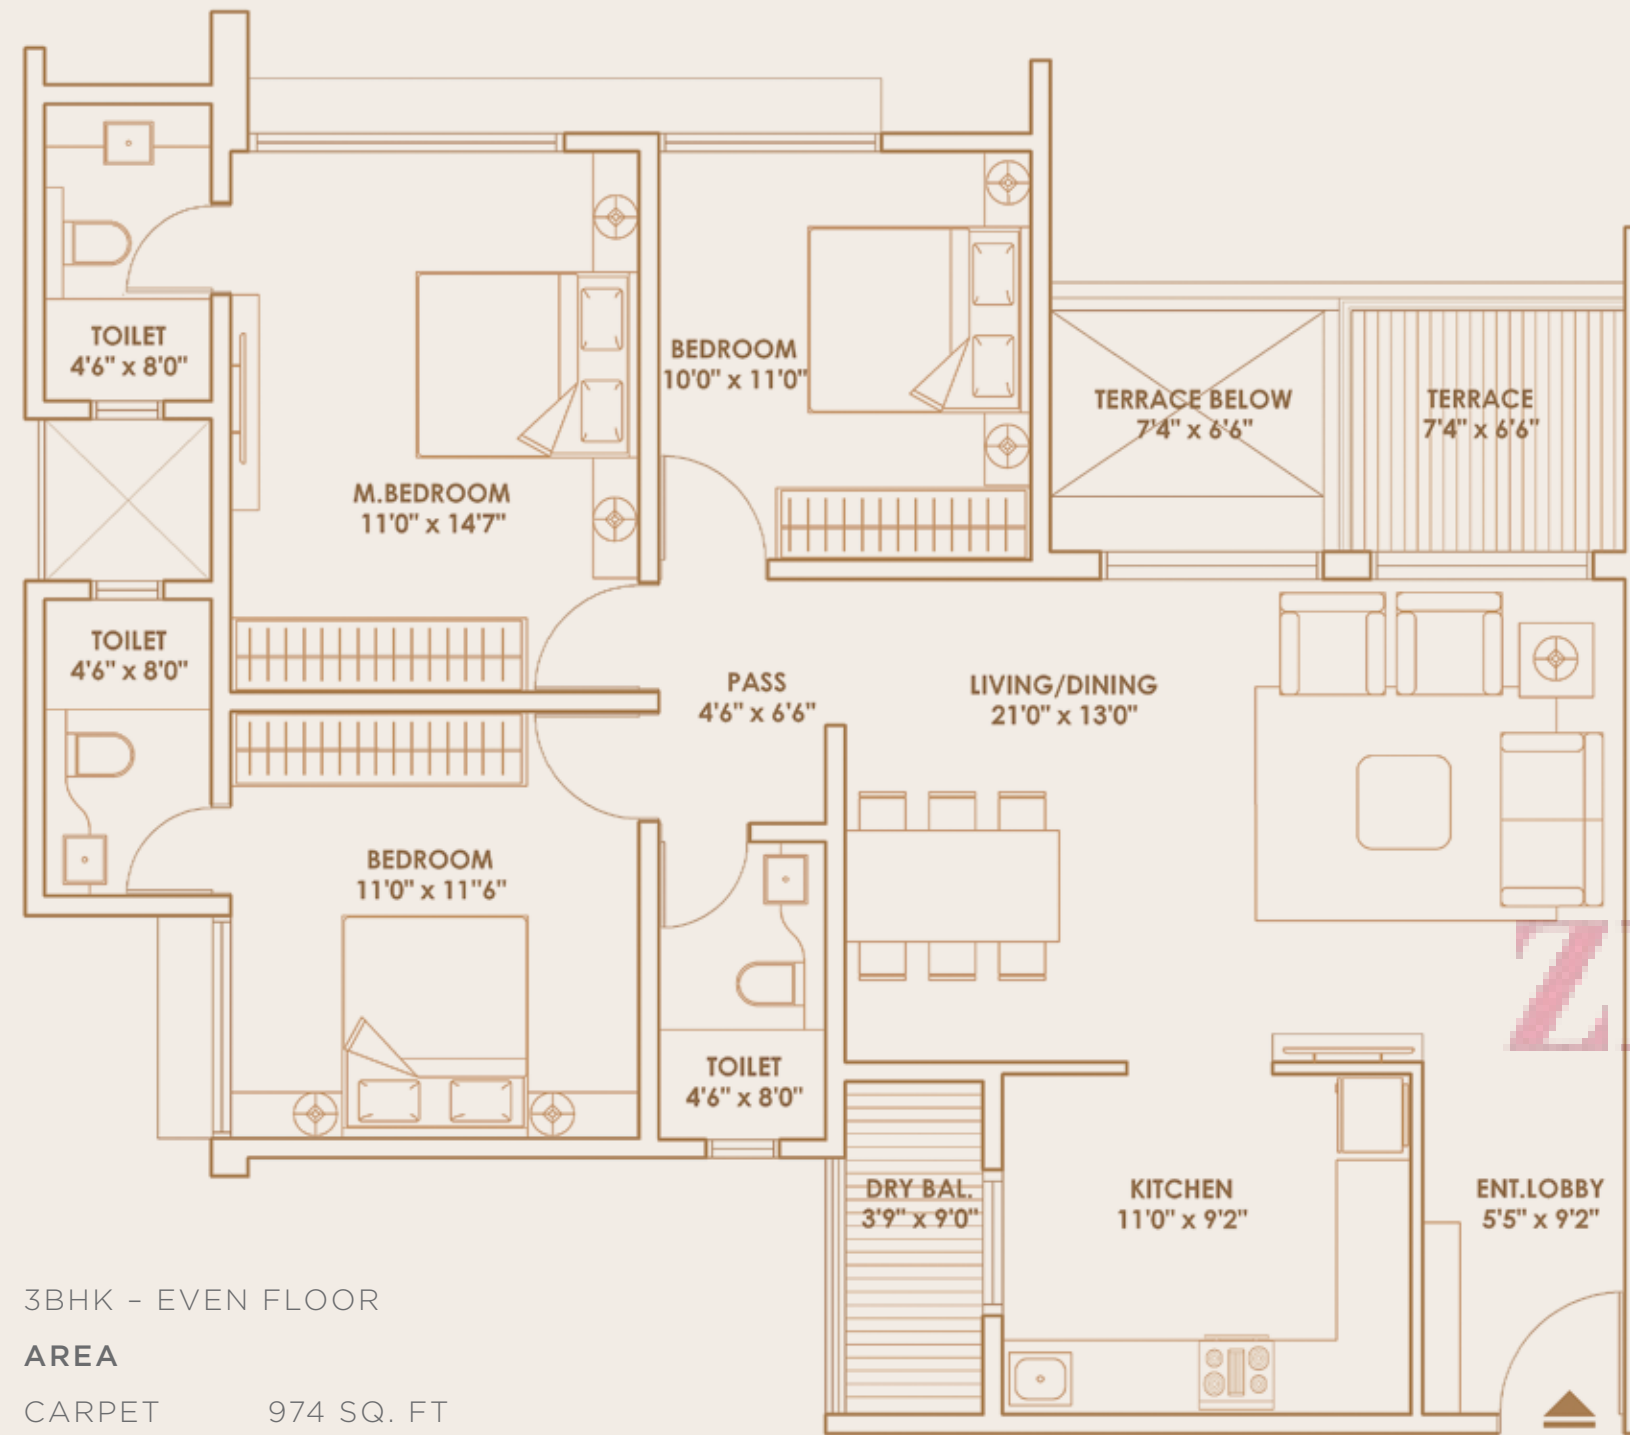 TOILET
4'6" x 8'0"
BEDROOM
10'0" x 11'0"
TERRACE BELOW
7'4" x 6'6"
TERRACE
7'4" x 6'6"
M.BEDROOM
11'0" x 14'7"
TOILET
4'6" x 8'0"
PASS
4'6" x 6'6"
LIVING/DINING
21'0" x 13'0"
BEDROOM
11'0" x 11"6"
Z
TOILET
4'6" x 8'0"
DRY BAL.
3'9" x 9'0"
KITCHEN
11'0" x 9'2"
ENT.LOBBY
5'5" x 9'2"
3BHK – EVEN FLOOR
AREA
CARPET 974 SQ. FT